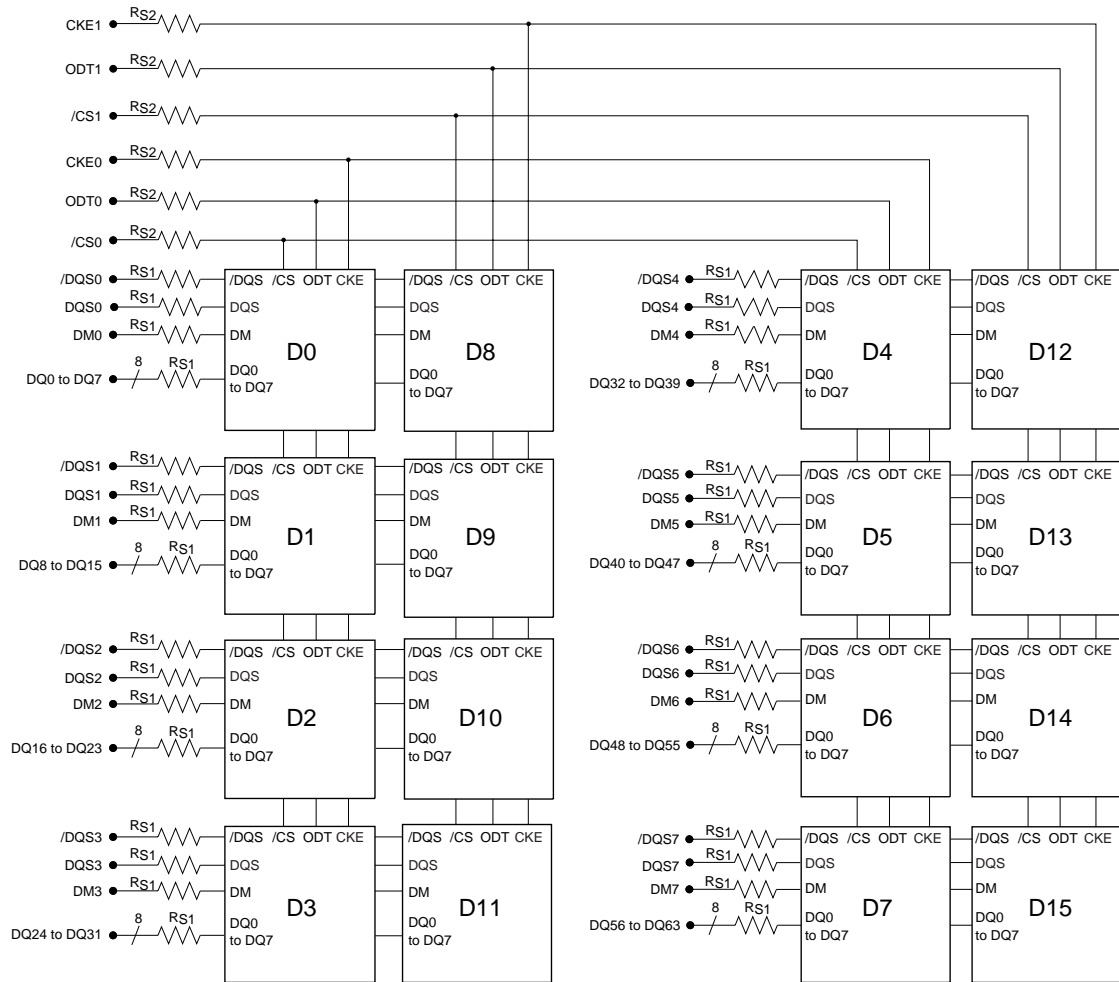 CKE1 RS2
ODT1 RS2
/CS1 RS2
CKE0 RS2
ODT0 RS2
/CS0 RS2
/DQS0 RS1 /DQS /CS ODT CKE /DQS /CS ODT CKE /DQS4 RS1 /DQS /CS ODT CKE /DQS /CS ODT CKE
DQS0 RS1 DQS DQS DQS4 RS1 DQS DQS
DM0 RS1 DM D0 DM D8 DM4 RS1 DM D4 DM D12
DQ0 to DQ7 8 RS1 DQ0 to DQ7 DQ0 to DQ7 DQ32 to DQ39 8 RS1 DQ0 to DQ7 DQ0 to DQ7
/DQS1 RS1 /DQS /CS ODT CKE /DQS /CS ODT CKE /DQS5 RS1 /DQS /CS ODT CKE /DQS /CS ODT CKE
DQS1 RS1 DQS DQS DQS5 RS1 DQS DQS
DM1 RS1 DM D1 DM D9 DM5 RS1 DM D5 DM D13
DQ8 to DQ15 8 RS1 DQ0 to DQ7 DQ0 to DQ7 DQ40 to DQ47 8 RS1 DQ0 to DQ7 DQ0 to DQ7
/DQS2 RS1 /DQS /CS ODT CKE /DQS /CS ODT CKE /DQS6 RS1 /DQS /CS ODT CKE /DQS /CS ODT CKE
DQS2 RS1 DQS DQS DQS6 RS1 DQS DQS
DM2 RS1 DM D2 DM D10 DM6 RS1 DM D6 DM D14
DQ16 to DQ23 8 RS1 DQ0 to DQ7 DQ0 to DQ7 DQ48 to DQ55 8 RS1 DQ0 to DQ7 DQ0 to DQ7
/DQS3 RS1 /DQS /CS ODT CKE /DQS /CS ODT CKE /DQS7 RS1 /DQS /CS ODT CKE /DQS /CS ODT CKE
DQS3 RS1 DQS DQS DQS7 RS1 DQS DQS
DM3 RS1 DM D3 DM D11 DM7 RS1 DM D7 DM D15
DQ24 to DQ31 8 RS1 DQ0 to DQ7 DQ0 to DQ7 DQ56 to DQ63 8 RS1 DQ0 to DQ7 DQ0 to DQ7